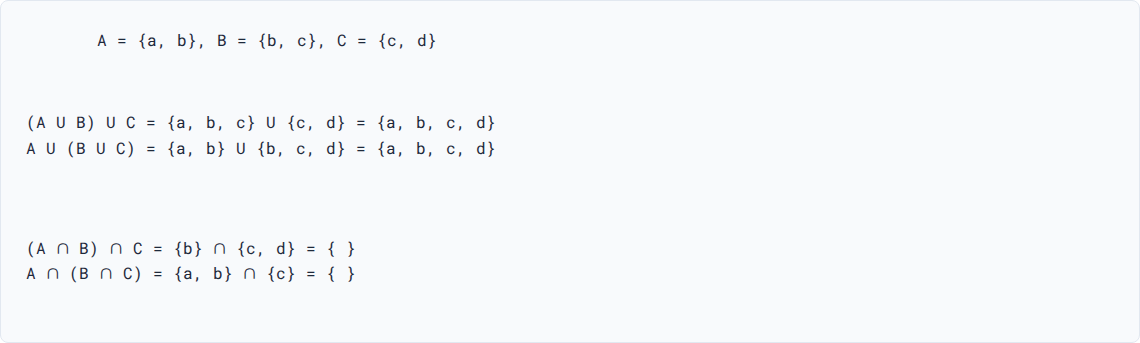 A = {a, b}, B = {b, c}, C = {c, d}
(A U B) U C = {a, b, c} U {c, d} = {a, b, c, d}
A U (B U C) = {a, b} U {b, c, d} = {a, b, c, d}
(A ∩ B) ∩ C = {b} ∩ {c, d} = { }
A ∩ (B ∩ C) = {a, b} ∩ {c} = { }